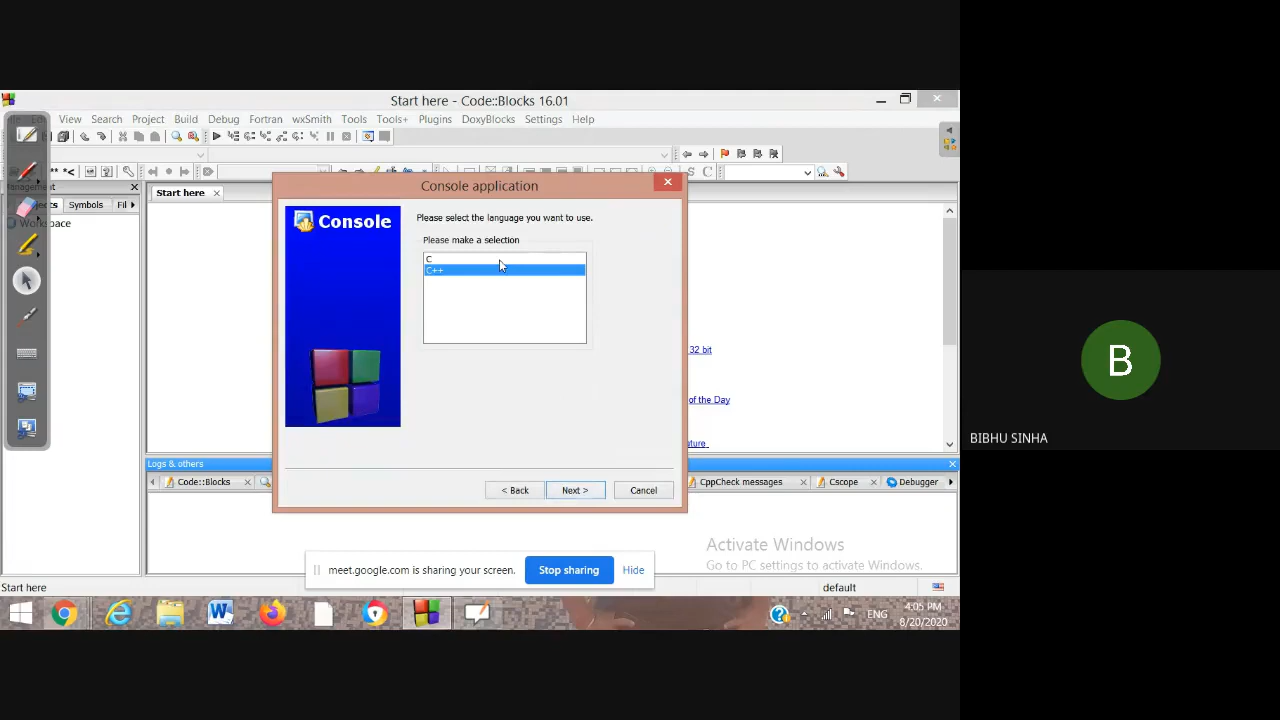 Start here - Code::Blocks 16.01
View Search Project Build Debug Fortran wxSmith Tools Tools+ Plugins DoxyBlocks Settings Help
Start here
Symbols
Console application
Console
Please select the language you want to use.
Please make a selection
C
C++
32 bit
of the Day
< Back
Next >
Cancel
Logs & others
Code::Blocks
CppCheck messages
Cscope
Debugger
Activate Windows
Go to PC settings to activate Windows.
meet.google.com is sharing your screen.
Stop sharing
Hide
Start here
default
ENG
4:05 PM
8/20/2020
B
BIBHU SINHA